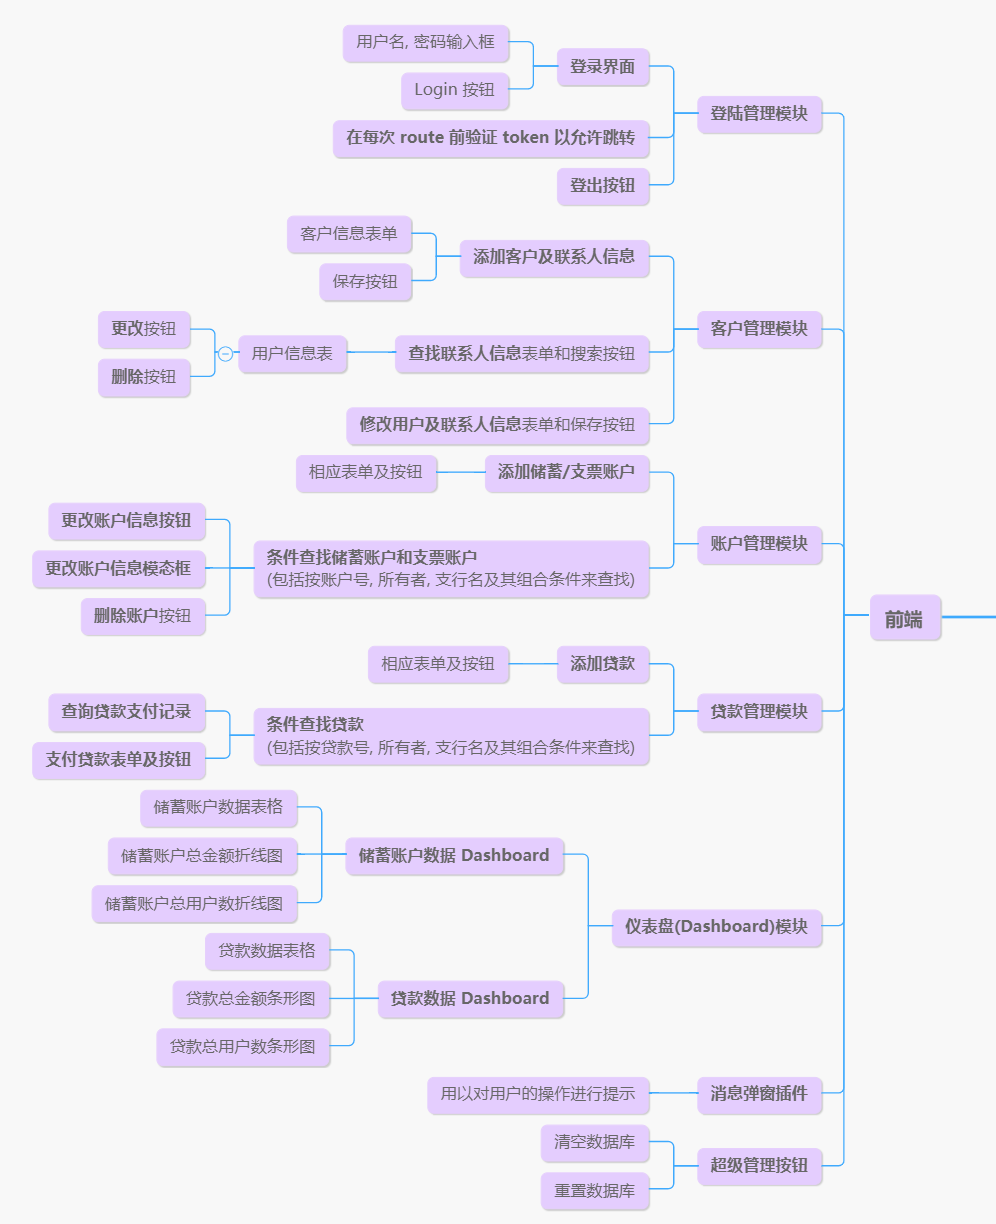 用户名, 密码输入框
登录界面
Login 按钮
登陆管理模块
在每次 route 前验证 token 以允许跳转
登出按钮
客户信息表单
添加客户及联系人信息
保存按钮
更改按钮
用户信息表
查找联系人信息表单和搜索按钮
客户管理模块
删除按钮
修改用户及联系人信息表单和保存按钮
相应表单及按钮
添加储蓄/支票账户
更改账户信息按钮
账户管理模块
更改账户信息模态框
条件查找储蓄账户和支票账户
(包括按账户号, 所有者, 支行名及其组合条件来查找)
删除账户按钮
前端
相应表单及按钮
添加贷款
查询贷款支付记录
贷款管理模块
条件查找贷款
(包括按贷款号, 所有者, 支行名及其组合条件来查找)
支付贷款表单及按钮
储蓄账户数据表格
储蓄账户总金额折线图
储蓄账户数据 Dashboard
储蓄账户总用户数折线图
仪表盘(Dashboard)模块
贷款数据表格
贷款总金额条形图
贷款数据 Dashboard
贷款总用户数条形图
用以对用户的操作进行提示
消息弹窗插件
清空数据库
超级管理按钮
重置数据库